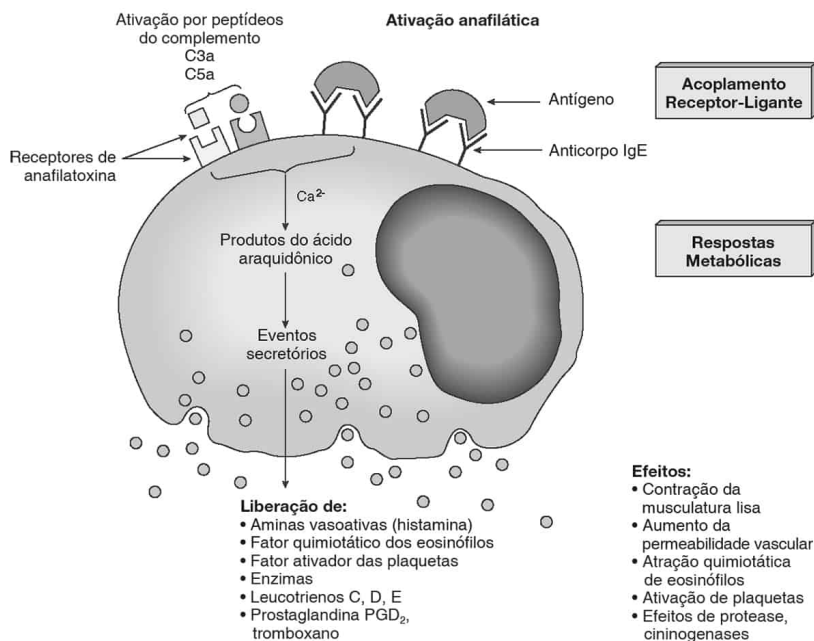 Ativação por peptídeos
do complemento
C3a
C5a
Ativação anafilática
Antígeno
Acoplamento
Receptor-Ligante
Receptores de
anafilatoxina
Anticorpo IgE
Ca²⁻
Produtos do ácido
araquidônico
Respostas
Metabólicas
Eventos
secretórios
Liberação de:
• Aminas vasoativas (histamina)
• Fator quimiotático dos eosinófilos
• Fator ativador das plaquetas
• Enzimas
• Leucotrienos C, D, E
• Prostaglandina PGD₂,
tromboxano
Efeitos:
• Contração da
musculatura lisa
• Aumento da
permeabilidade vascular
• Atração quimiotática
de eosinófilos
• Ativação de plaquetas
• Efeitos de protease,
cininogenases